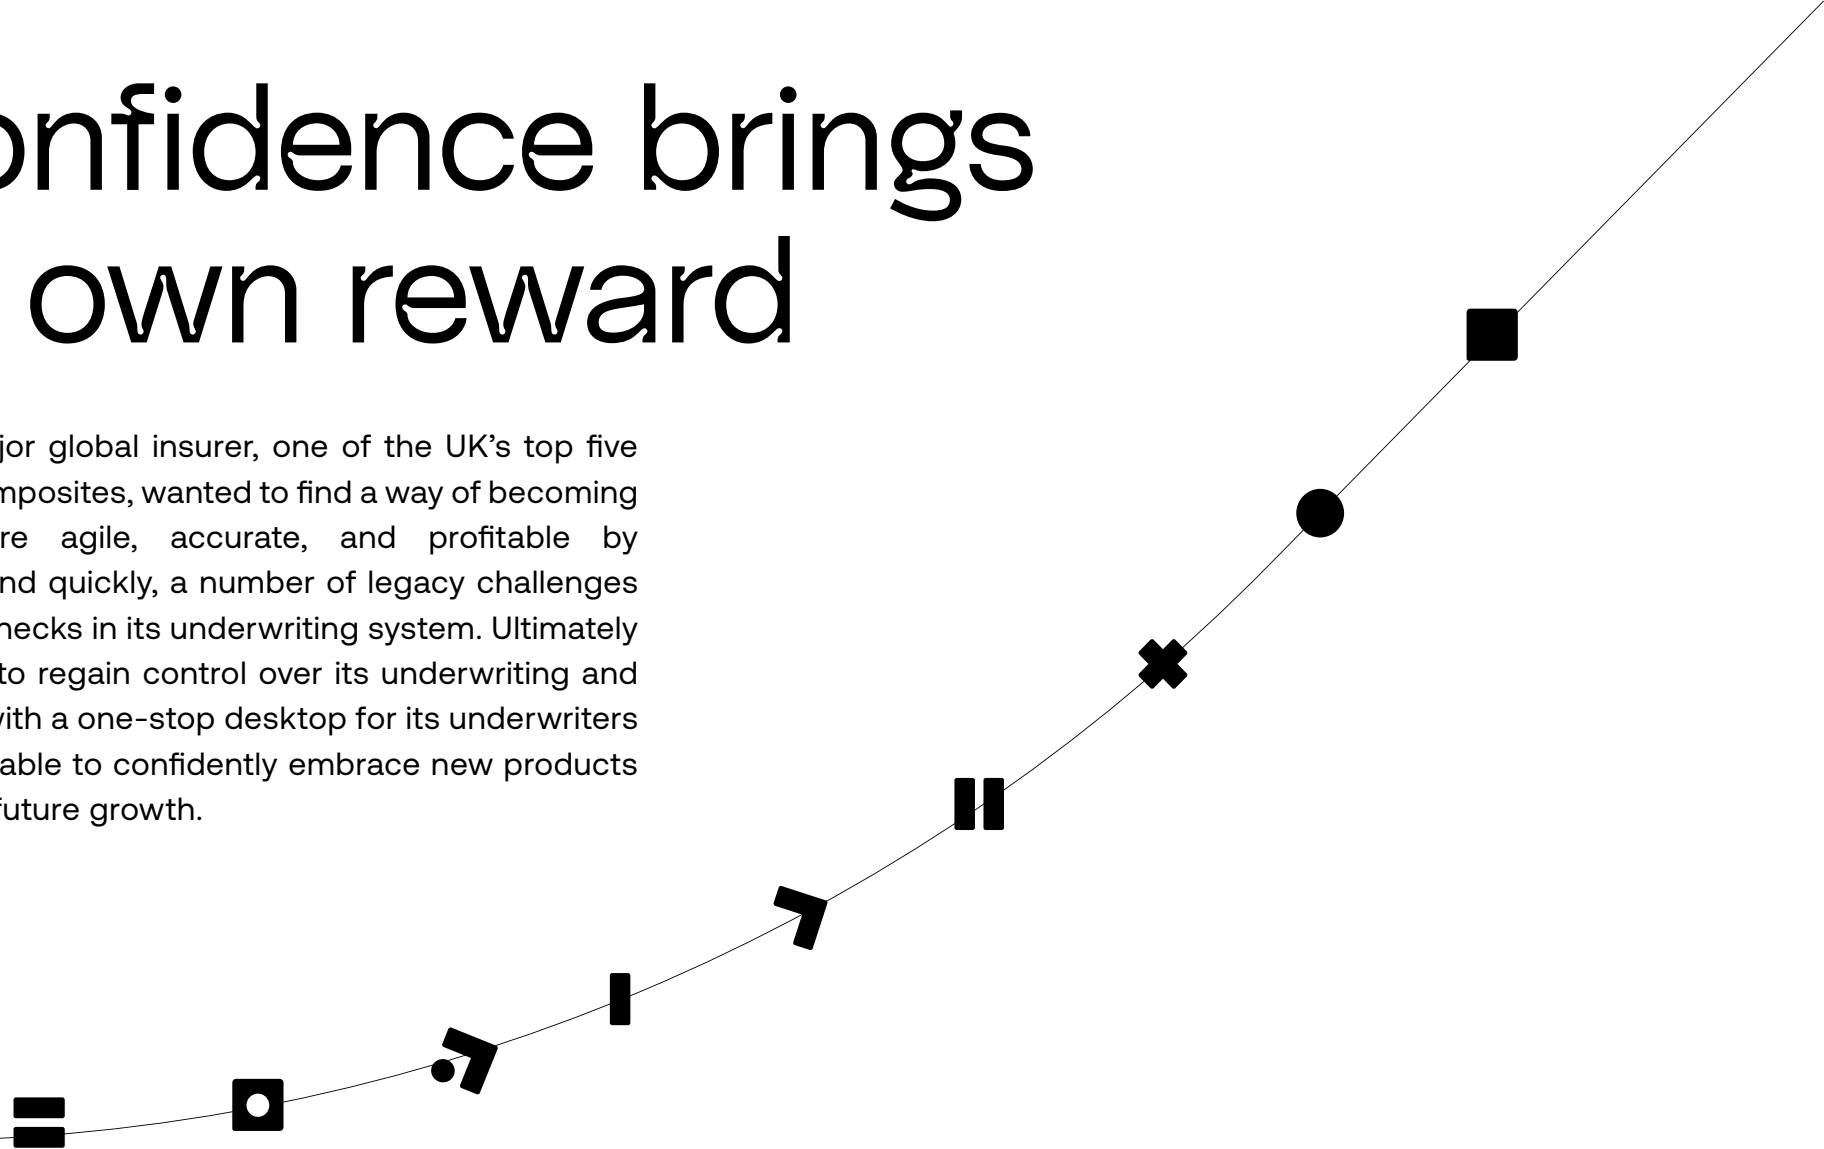 onfidence brings
own reward
jor global insurer, one of the UK’s top five
mposites, wanted to find a way of becoming
re agile, accurate, and profitable by
nd quickly, a number of legacy challenges
necks in its underwriting system. Ultimately
to regain control over its underwriting and
ith a one-stop desktop for its underwriters
able to confidently embrace new products
future growth.